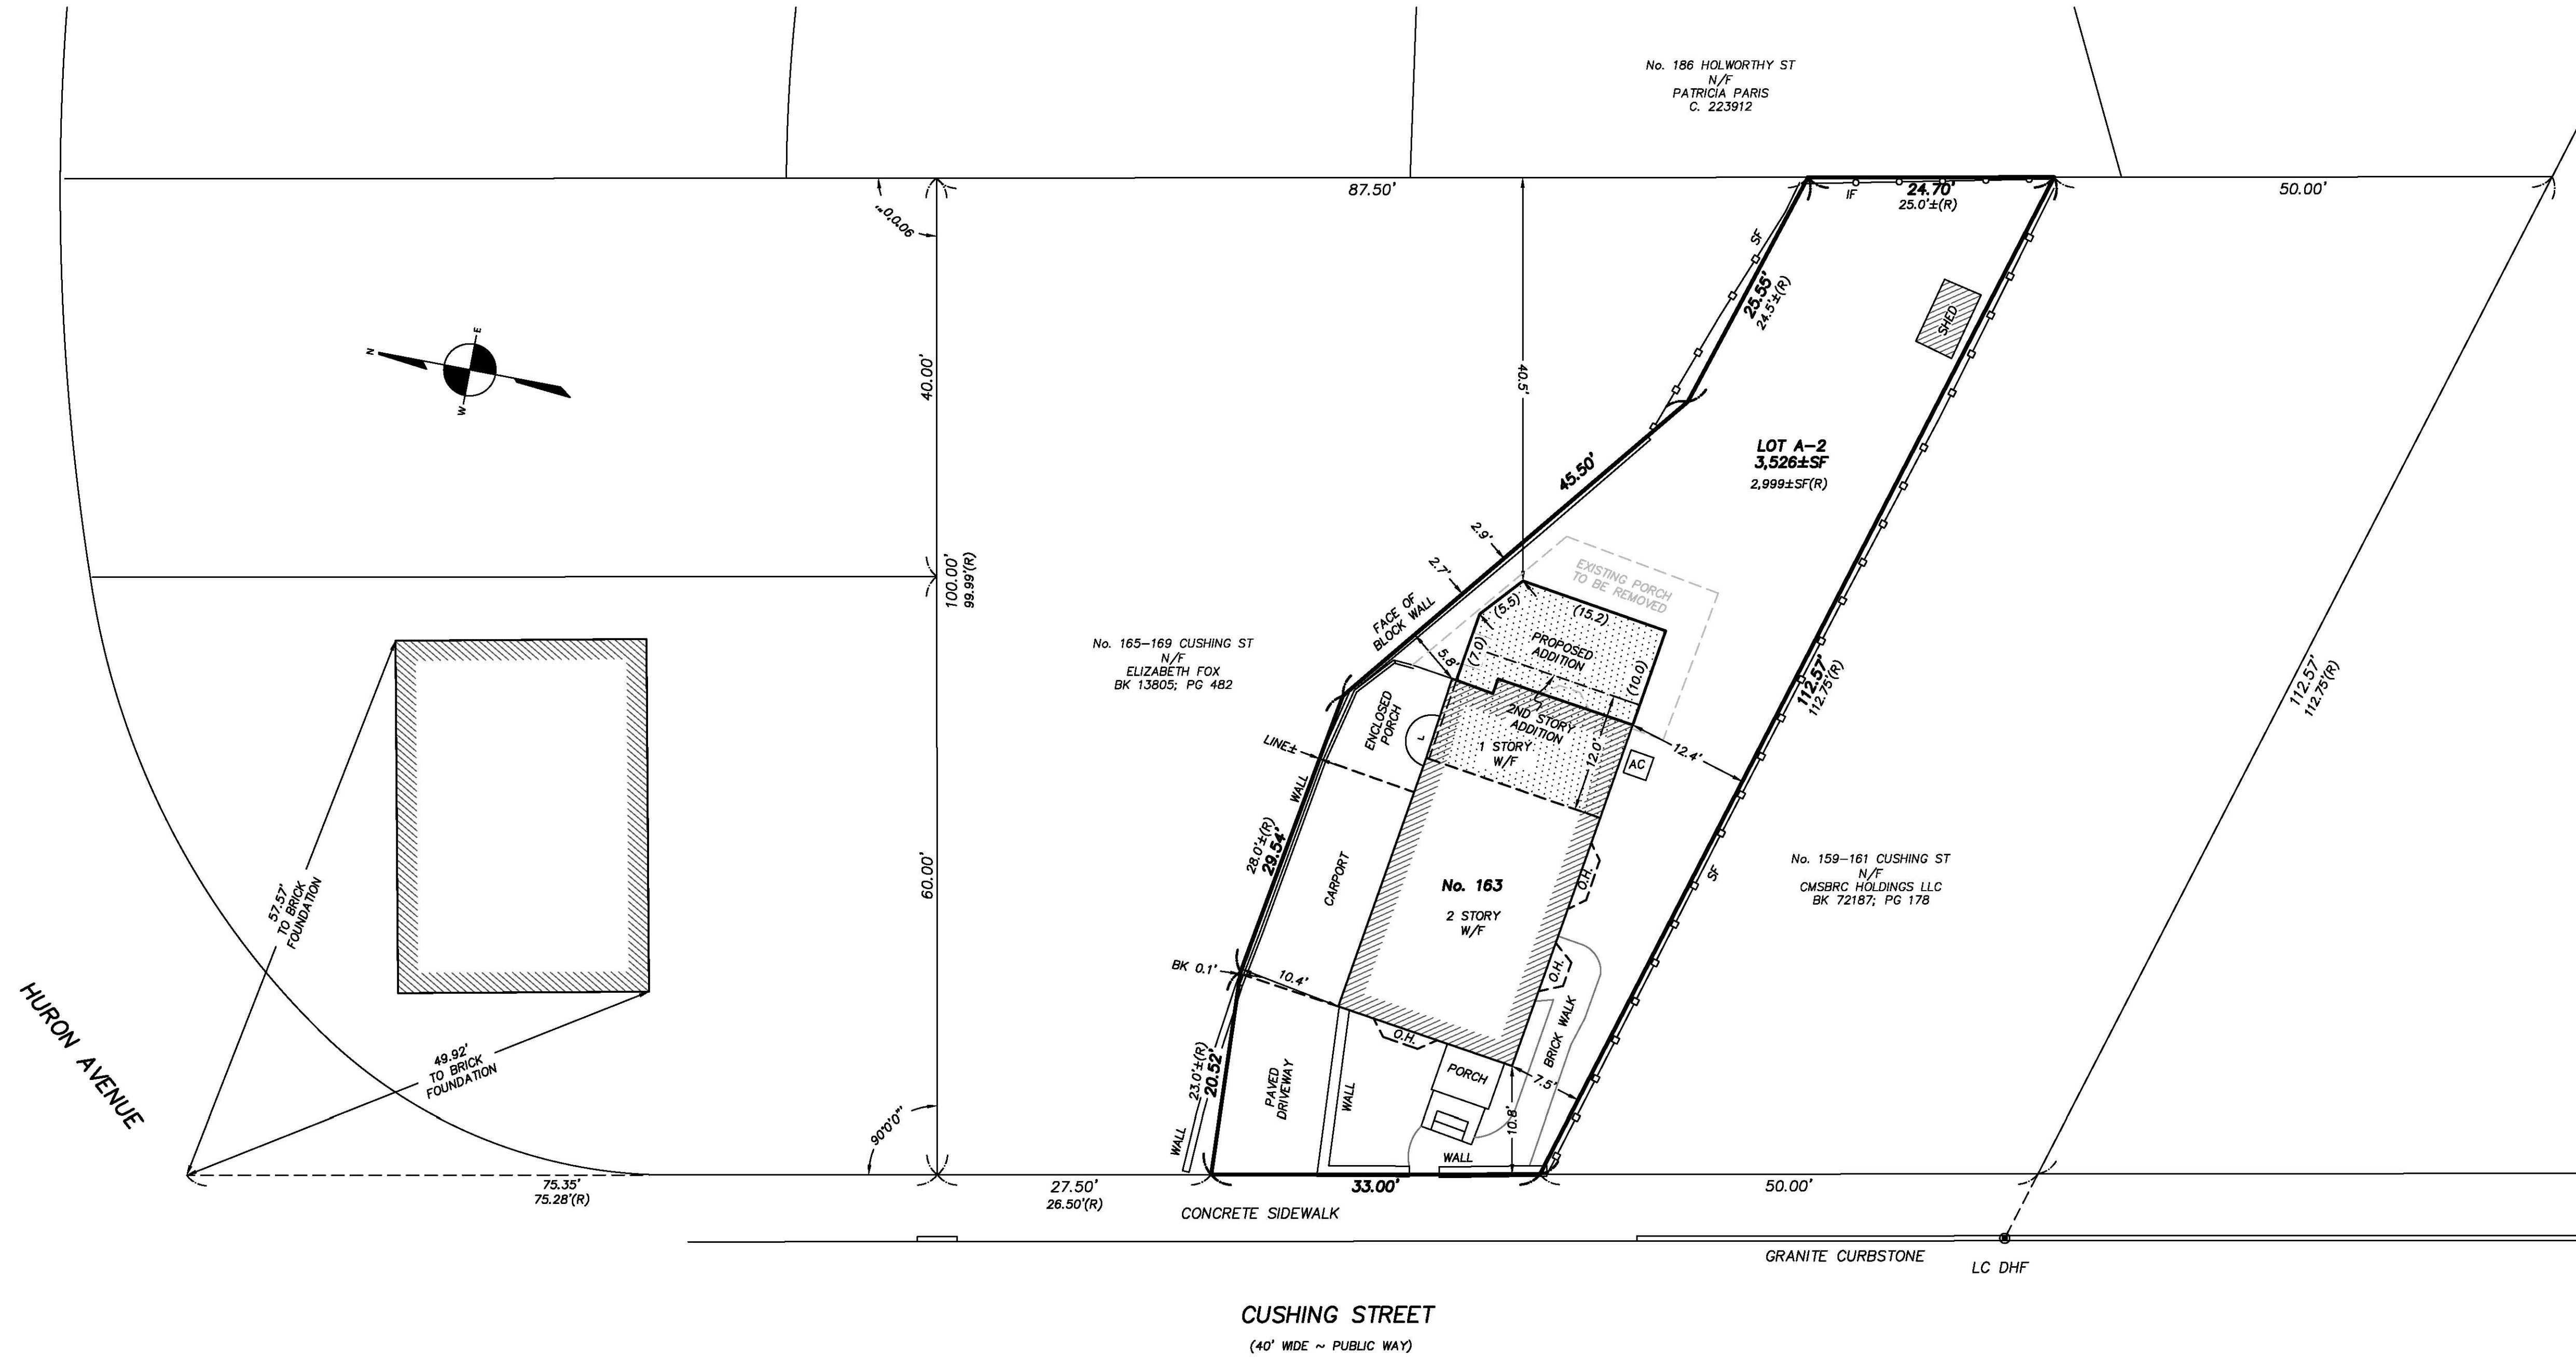 No. 186 HOLWORTHY ST
N/F
PATRICIA PARIS
C. 223912
87.50'
24.70'
25.0'±(R)
IF
50.00'
90°0'0"
SF
25.55'
24.5'±(R)
SHED
N
E
W
40.00'
40.5'
LOT A-2
3,526±SF
2,999±SF(R)
45.50'
2.9'
2.7'
100.00'
99.99'(R)
EXISTING PORCH
TO BE REMOVED
FACE OF
BLOCK WALL
(5.5)
(15.2)
(7.0)
PROPOSED
ADDITION
(10.0)
5.8'
No. 165-169 CUSHING ST
N/F
ELIZABETH FOX
BK 13805; PG 482
112.57'
112.75'(R)
112.57'
112.75'(R)
ENCLOSED
PORCH
L
2ND STORY
ADDITION
1 STORY
W/F
12.0'
12.4'
AC
LINE±
WALL
28.0'±(R)
29.54'
CARPORT
60.00'
No. 163
2 STORY
W/F
O.H.
SF
No. 159-161 CUSHING ST
N/F
CMSBRC HOLDINGS LLC
BK 72187; PG 178
57.57'
TO BRICK
FOUNDATION
BK 0.1'
10.4'
O.H.
O.H.
BRICK WALK
HURON AVENUE
49.92'
TO BRICK
FOUNDATION
23.0'±(R)
20.52'
PAVED
DRIVEWAY
WALL
PORCH
7.5'
10.8'
90°0'0"
WALL
WALL
75.35'
75.28'(R)
27.50'
26.50'(R)
33.00'
50.00'
CONCRETE SIDEWALK
GRANITE CURBSTONE
LC DHF
CUSHING STREET
(40' WIDE ~ PUBLIC WAY)